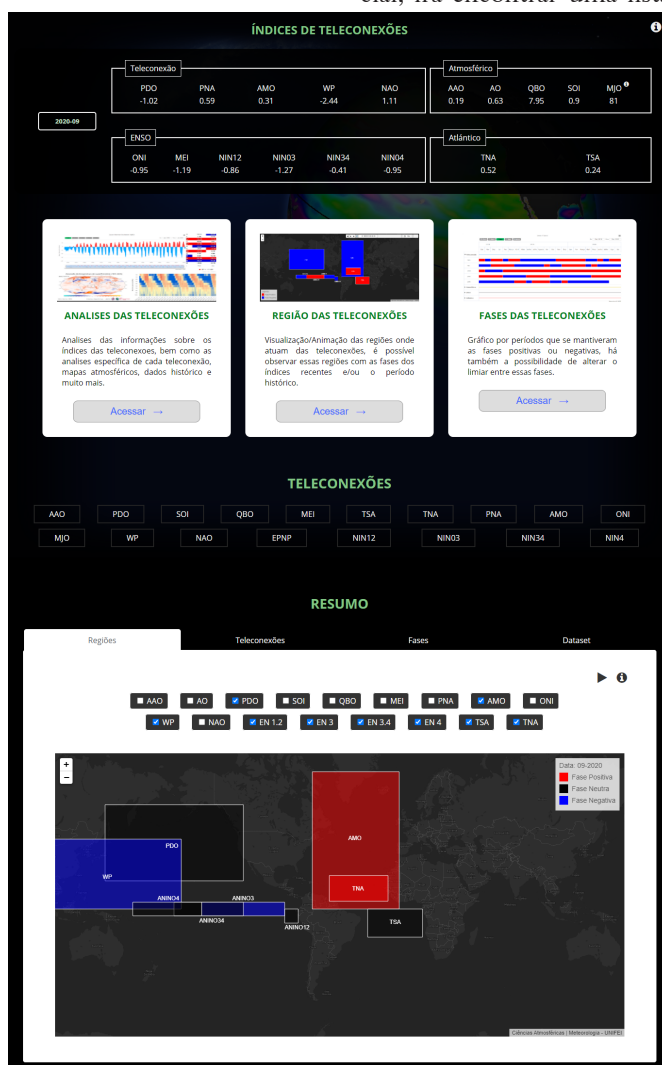 ÍNDICES DE TELECONEXÕES
Teleconexão
PDO PNA AMO WP NAO
-1.02 0.59 0.31 -2.44 1.11
Atmosférico
AAO AO QBO SOI MJO
0.19 0.63 7.95 0.9 81
2020-09
ENSO
ONI MEI NIN12 NIN03 NIN34 NIN04
-0.95 -1.19 -0.86 -1.27 -0.41 -0.95
Atlântico
TNA TSA
0.52 0.24
ANALISES DAS TELECONEXÕES
Analises das informações sobre os
índices das teleconexoes, bem como as
analises específica de cada teleconexão,
mapas atmosféricos, dados histórico e
muito mais.
Acessar →
REGIÃO DAS TELECONEXÕES
Visualização/Animação das regiões onde
atuam das teleconexões, é possível
observar essas regiões com as fases dos
índices recentes e/ou o período
histórico.
Acessar →
FASES DAS TELECONEXÕES
Gráfico por períodos que se mantiveram
as fases positivas ou negativas, há
também a possibilidade de alterar o
limiar entre essas fases.
Acessar →
TELECONEXÕES
AAO PDO SOI QBO MEI TSA TNA PNA AMO ONI
MJO WP NAO EPNP NIN12 NIN03 NIN34 NIN4
RESUMO
Regiões Teleconexões Fases Dataset
AAO AO PDO SOI QBO MEI PNA AMO ONI
WP NAO EN 1.2 EN 3 EN 3.4 EN 4 TSA TNA
+
−
Data: 09-2020
Fase Positiva
Fase Neutra
Fase Negativa
PDO
AMO
WP
TNA
ANINO4 ANINO3
ANINO34
ANINO12
TSA
Ciências Atmosféricas | Meteorologia - UNIFEI